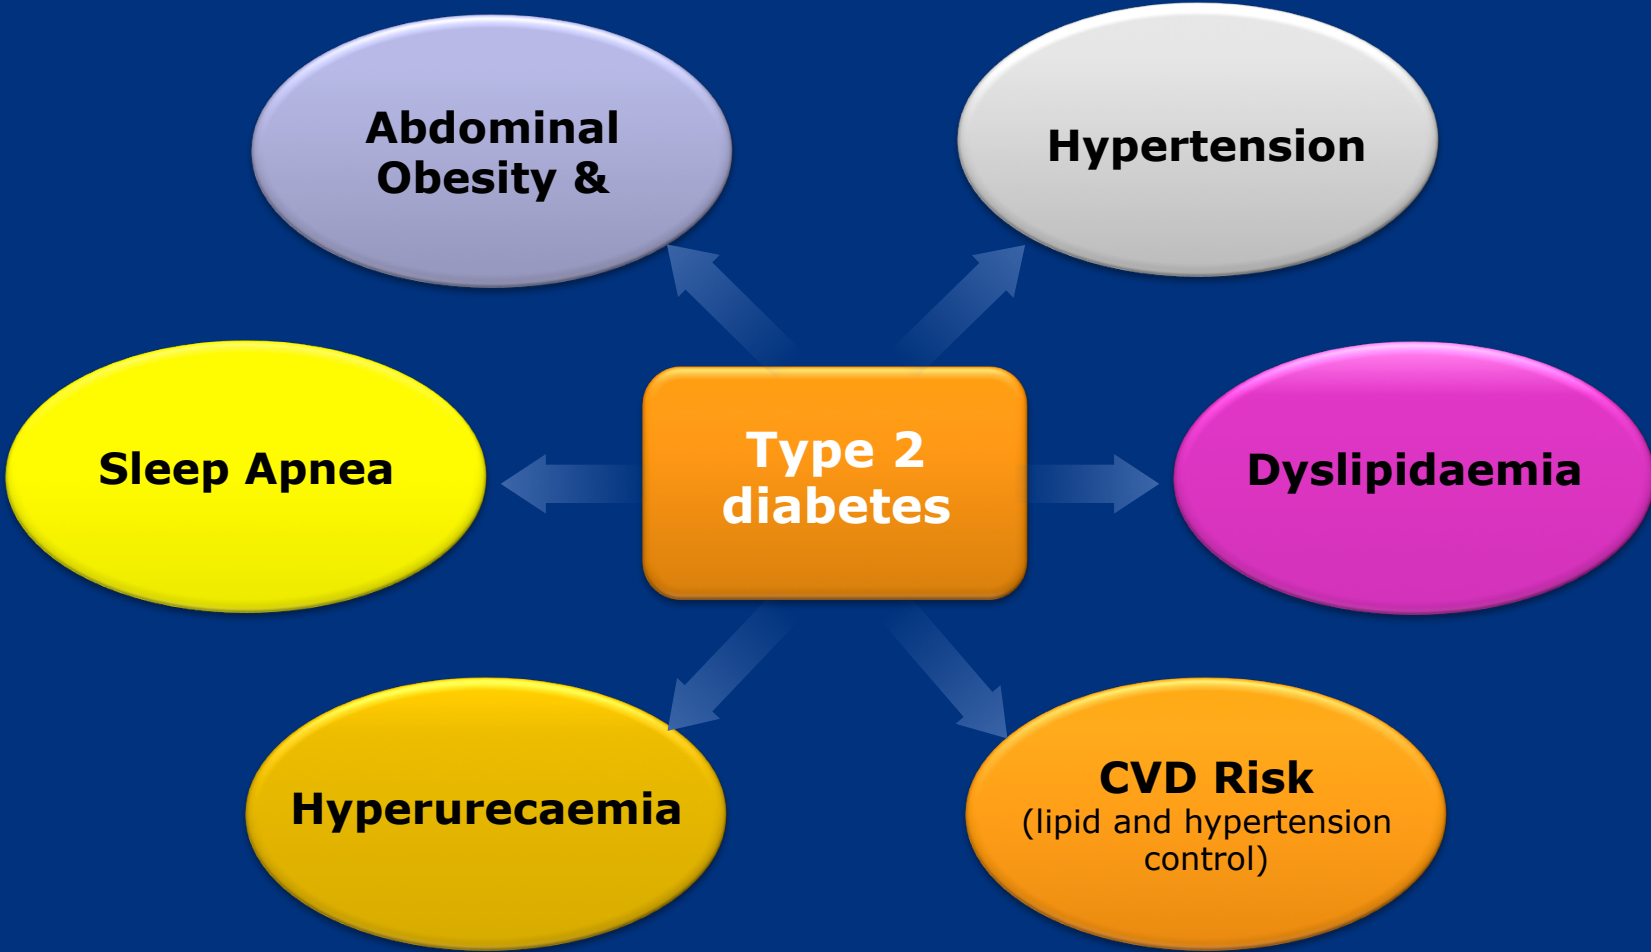 Abdominal
Obesity &
Hypertension
Sleep Apnea
Type 2
diabetes
Dyslipidaemia
Hyperurecaemia
CVD Risk
(lipid and hypertension
control)